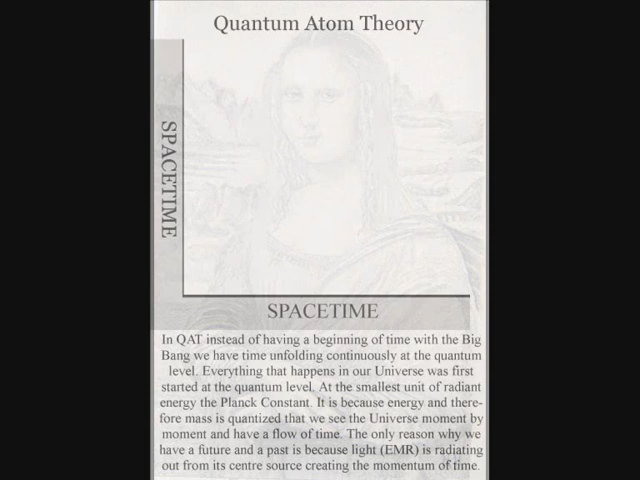 Quantum Atom Theory
SPACETIME
SPACETIME
In QAT instead of having a beginning of time with the Big
Bang we have time unfolding continuously at the quantum
level. Everything that happens in our Universe was first
started at the quantum level. At the smallest unit of radiant
energy the Planck Constant. It is because energy and there-
fore mass is quantized that we see the Universe moment by
moment and have a flow of time. The only reason why we
have a future and a past is because light (EMR) is radiating
out from its centre source creating the momentum of time.